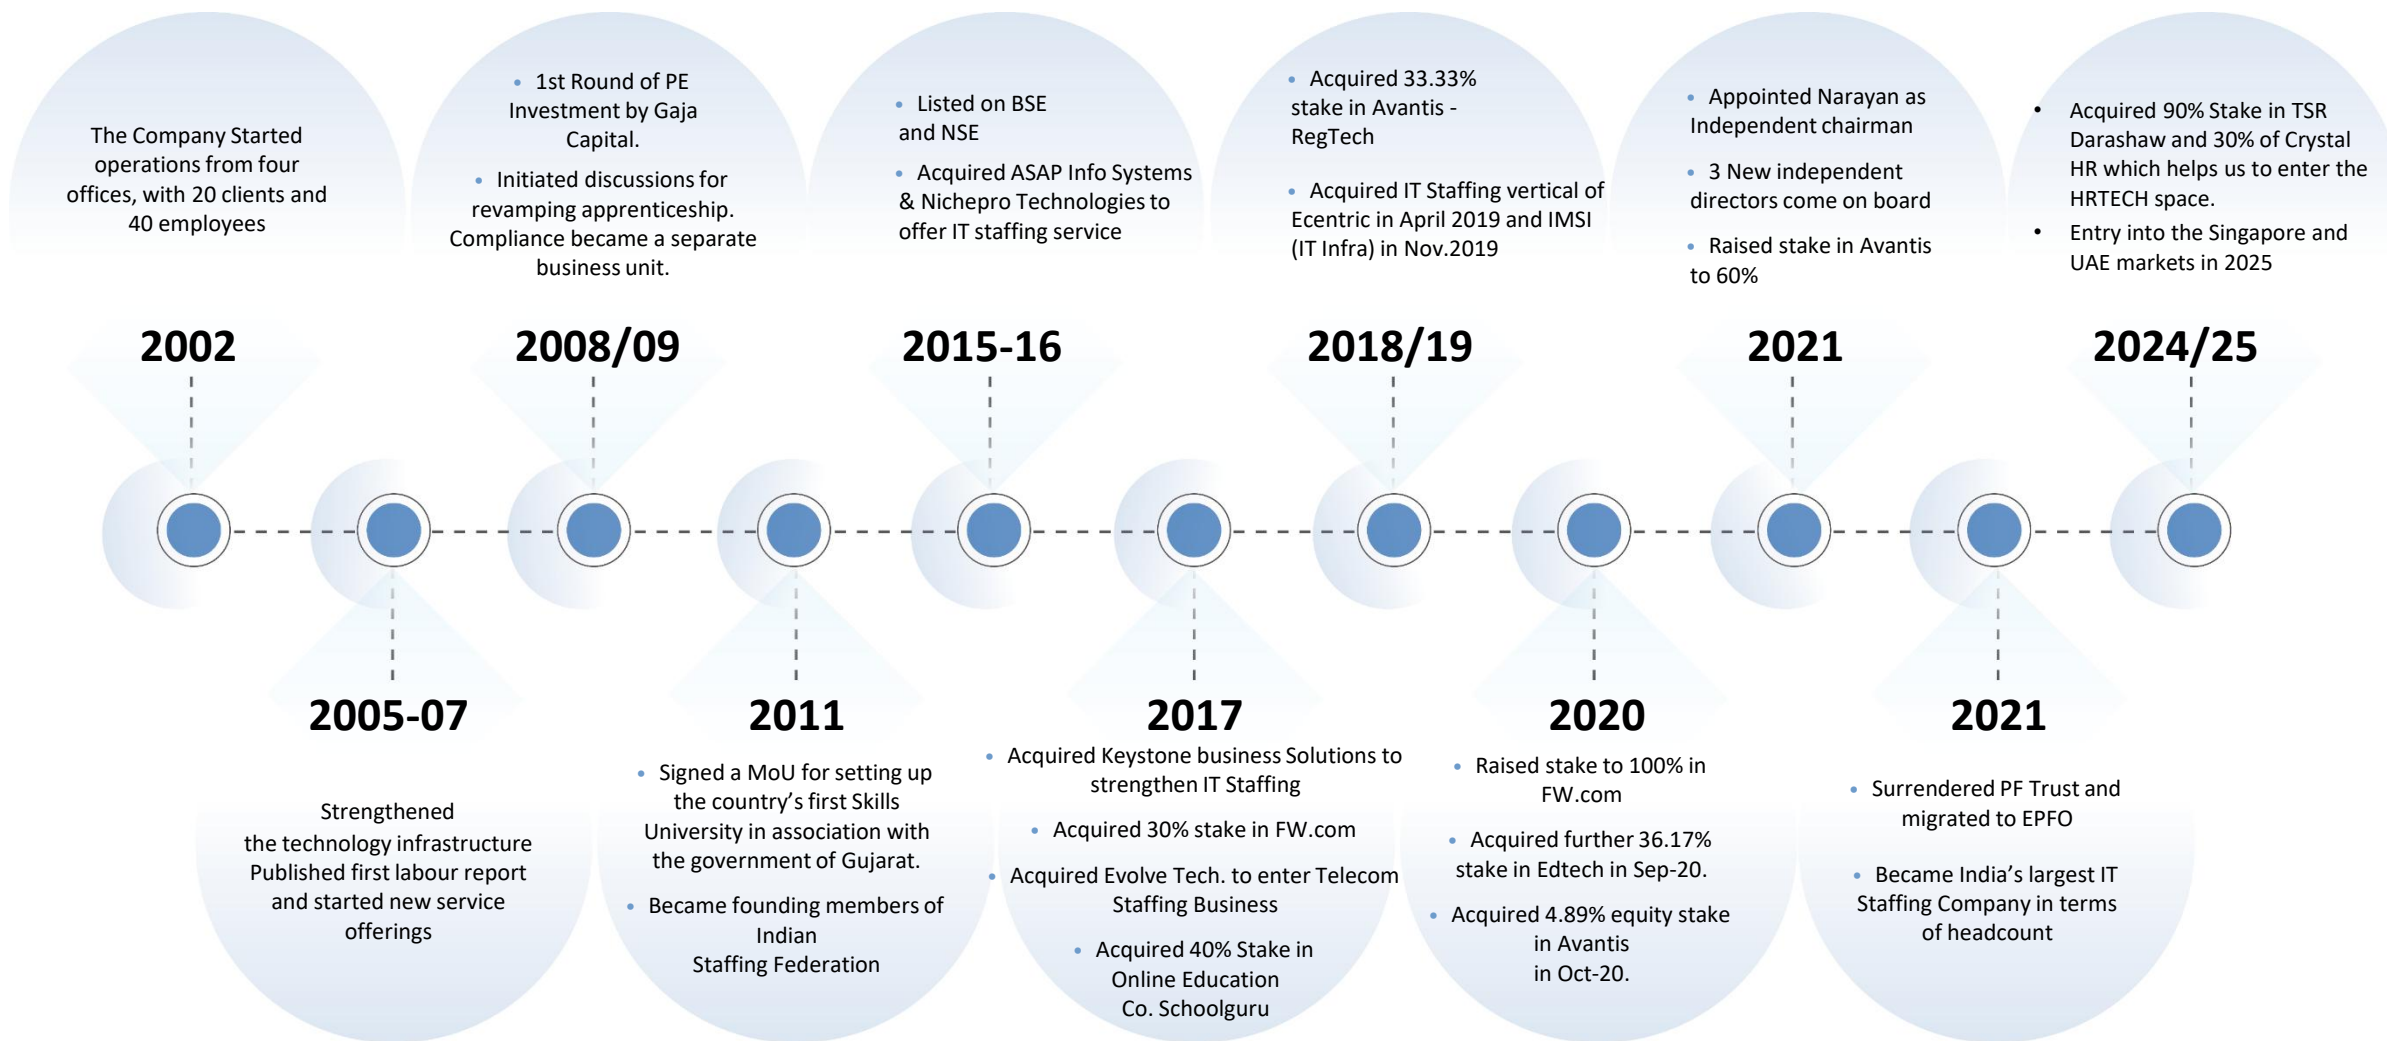 The Company Started
operations from four
offices, with 20 clients and
40 employees
2002
• 1st Round of PE
Investment by Gaja
Capital.
• Initiated discussions for
revamping apprenticeship.
Compliance became a separate
business unit.
2008/09
• Listed on BSE
and NSE
• Acquired ASAP Info Systems
& Nichepro Technologies to
offer IT staffing service
2015-16
• Acquired 33.33%
stake in Avantis -
RegTech
• Acquired IT Staffing vertical of
Ecentric in April 2019 and IMSI
(IT Infra) in Nov.2019
2018/19
• Appointed Narayan as
Independent chairman
• 3 New independent
directors come on board
• Raised stake in Avantis
to 60%
2021
• Acquired 90% Stake in TSR
Darashaw and 30% of Crystal
HR which helps us to enter the
HRTECH space.
• Entry into the Singapore and
UAE markets in 2025
2024/25
2005-07
Strengthened
the technology infrastructure
Published first labour report
and started new service
offerings
2011
• Signed a MoU for setting up
the country’s first Skills
University in association with
the government of Gujarat.
• Became founding members of
Indian
Staffing Federation
2017
• Acquired Keystone business Solutions to
strengthen IT Staffing
• Acquired 30% stake in FW.com
• Acquired Evolve Tech. to enter Telecom
Staffing Business
• Acquired 40% Stake in
Online Education
Co. Schoolguru
2020
• Raised stake to 100% in
FW.com
• Acquired further 36.17%
stake in Edtech in Sep-20.
• Acquired 4.89% equity stake
in Avantis
in Oct-20.
2021
• Surrendered PF Trust and
migrated to EPFO
• Became India’s largest IT
Staffing Company in terms
of headcount